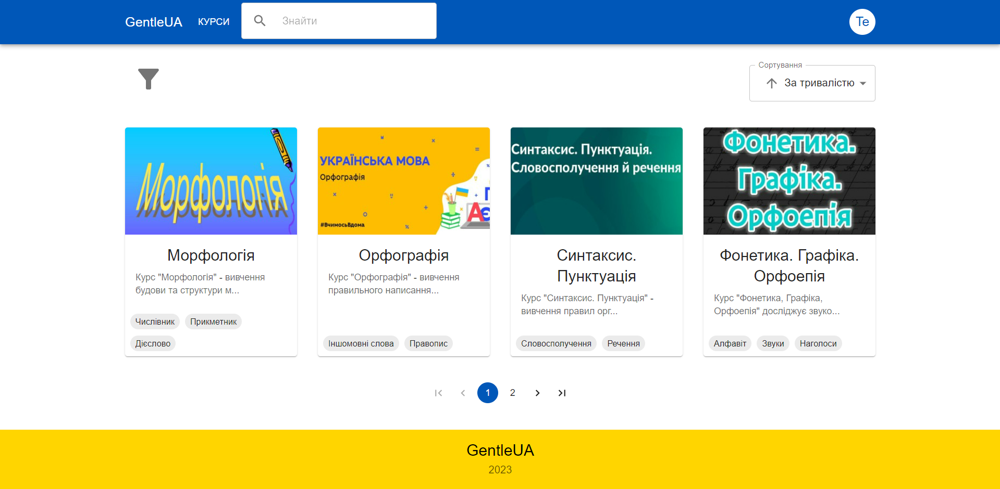 GentleUA
КУРСИ
Знайти
Те
Сортування
За тривалістю
Морфологія
Морфологія
Курс "Морфологія" - вивчення
будови та структури м...
Числівник
Прикметник
Дієслово
УКРАЇНСЬКА МОВА
Орфографія
#ВчимосьВдома
Орфографія
Курс "Орфографія" - вивчення
правильного написання...
Іншомовні слова
Правопис
Синтаксис. Пунктуація.
Словосполучення й речення
Синтаксис.
Пунктуація
Курс "Синтаксис. Пунктуація" -
вивчення правил орг...
Словосполучення
Речення
Фонетика.
Графіка.
Орфоепія
Фонетика. Графіка.
Орфоепія
Курс "Фонетика, Графіка,
Орфоепія" досліджує звуко...
Алфавіт
Звуки
Наголоси
1
2
GentleUA
2023